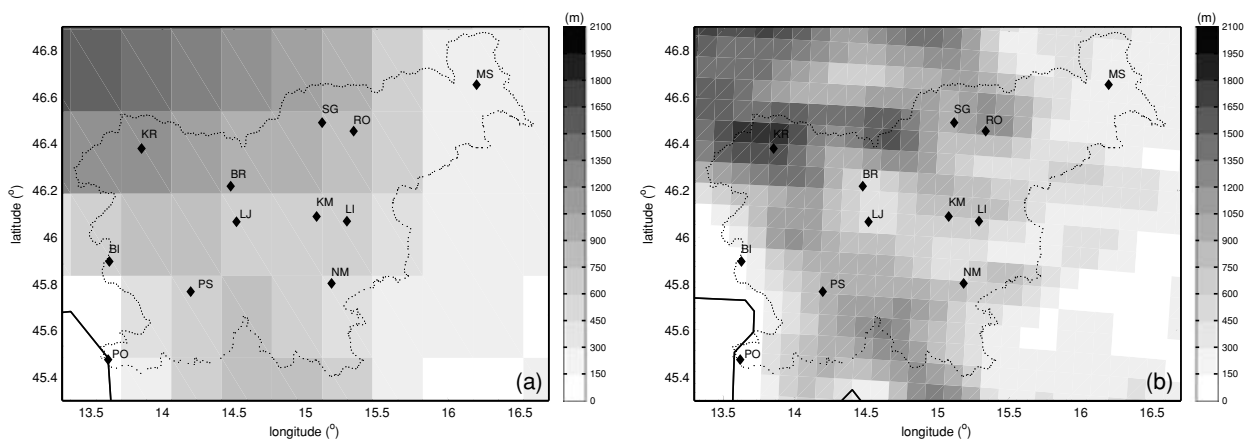 (m)
2100
1950
1800
1650
1500
1350
1200
1050
900
750
600
450
300
150
0
46.8
46.6
46.4
46.2
46
45.8
45.6
45.4
latitude (o)
MS
SG
RO
KR
BR
KM
LI
LJ
BI
NM
PS
PO
(a)
13.5 14 14.5 15 15.5 16 16.5
longitude (o)
(m)
2100
1950
1800
1650
1500
1350
1200
1050
900
750
600
450
300
150
0
46.8
46.6
46.4
46.2
46
45.8
45.6
45.4
latitude (o)
MS
SG
RO
KR
BR
KM
LI
LJ
BI
NM
PS
PO
(b)
13.5 14 14.5 15 15.5 16 16.5
longitude (o)